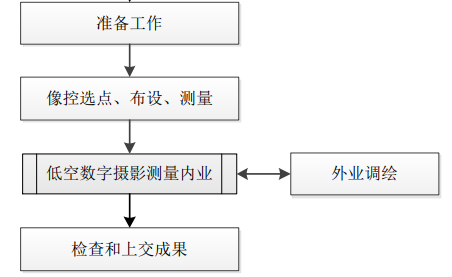 准备工作
像控选点、布设、测量
低空数字摄影测量内业
外业调绘
检查和上交成果